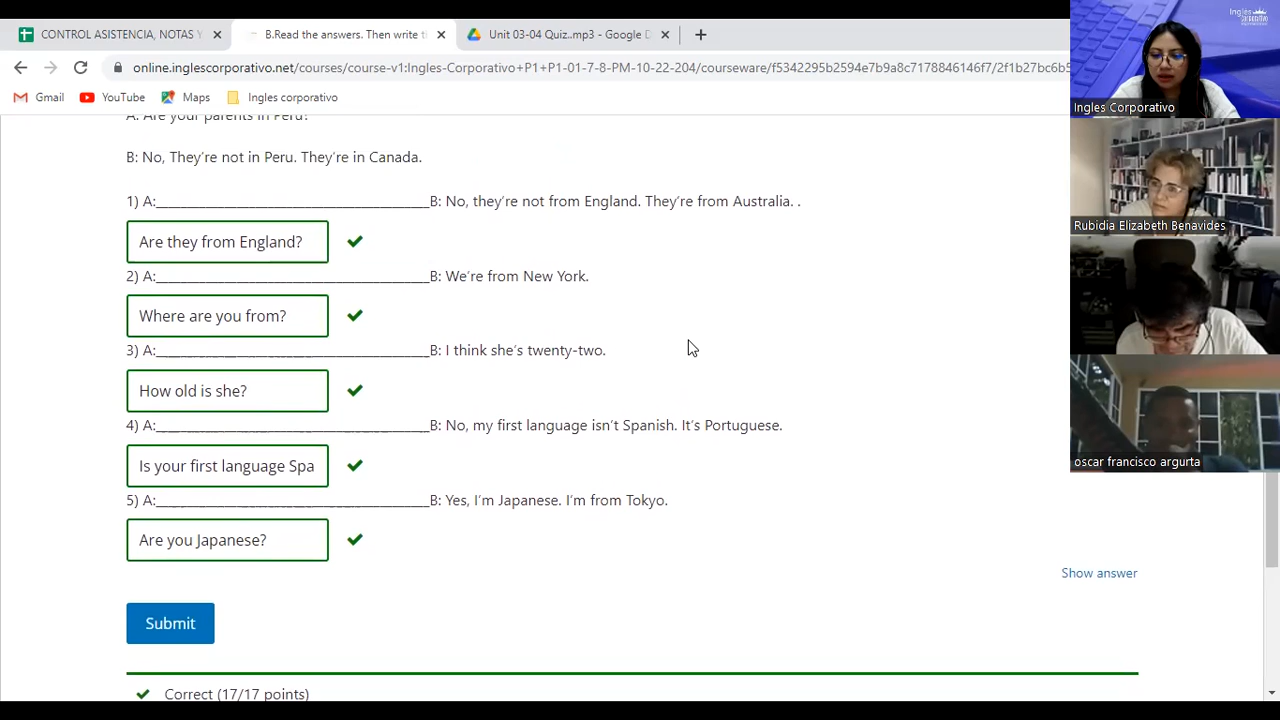 CONTROL ASISTENCIA, NOTAS Y
B.Read the answers. Then write t
Unit 03-04 Quiz..mp3 - Google D
online.inglescorporativo.net/courses/course-v1:Ingles-Corporativo+P1+P1-01-7-8-PM-10-22-204/courseware/f5342295b2594e7b9a8c7178846146f7/2f1b27bc6b5
Gmail
YouTube
Maps
Ingles corporativo
A: Are your parents in Peru?
B: No, They're not in Peru. They're in Canada.
1) A:______________________________B: No, they're not from England. They're from Australia. .
Are they from England?
2) A:______________________________B: We're from New York.
Where are you from?
3) A:______________________________B: I think she's twenty-two.
How old is she?
4) A:______________________________B: No, my first language isn't Spanish. It's Portuguese.
Is your first language Spa
5) A:______________________________B: Yes, I'm Japanese. I'm from Tokyo.
Are you Japanese?
Show answer
Submit
Correct (17/17 points)
Ingles Corporativo
Rubidia Elizabeth Benavides
oscar francisco argurta